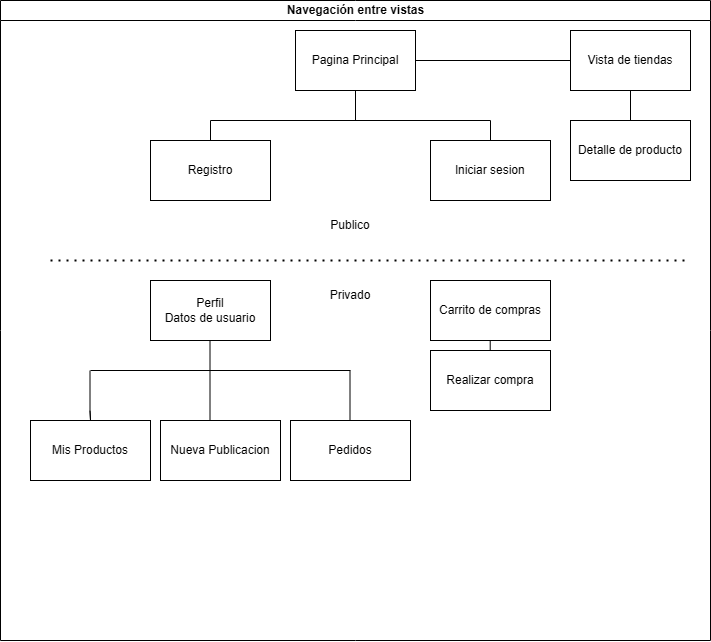 Navegación entre vistas
Pagina Principal
Vista de tiendas
Registro
Iniciar sesion
Detalle de producto
Publico
Privado
Perfil
Datos de usuario
Carrito de compras
Realizar compra
Mis Productos
Nueva Publicacion
Pedidos